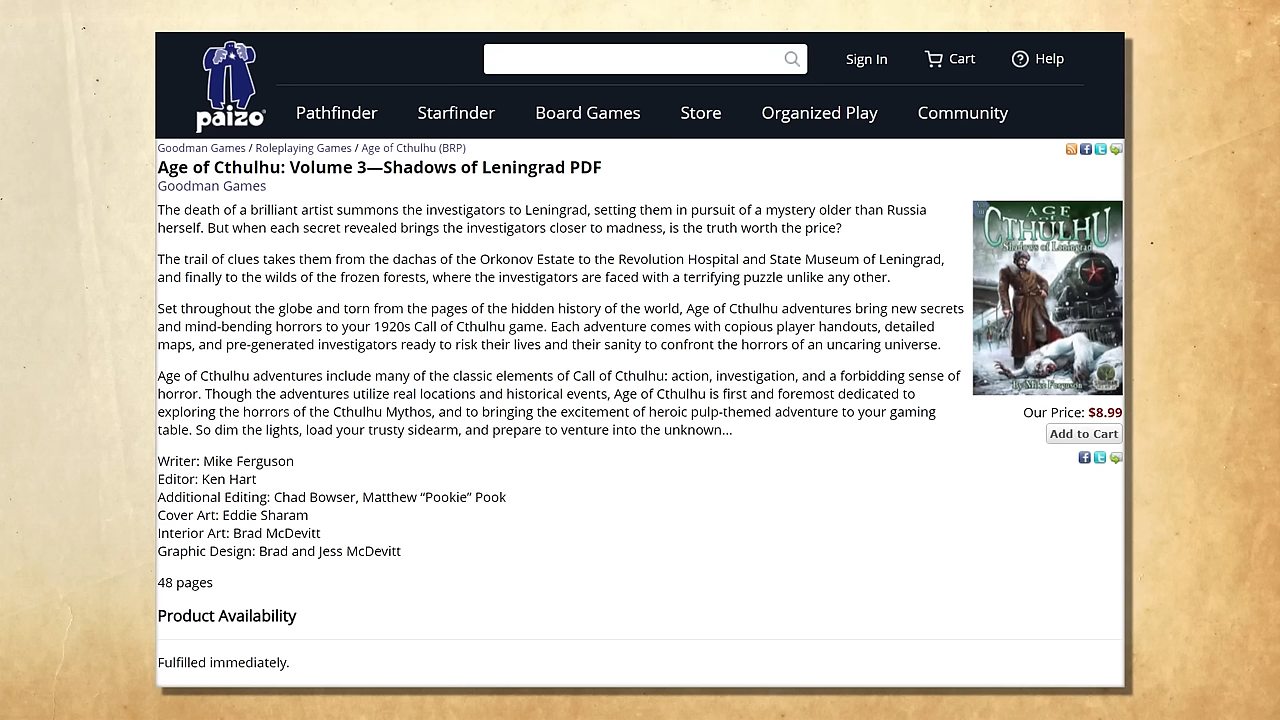 paizo
Sign In
Cart
Help
Pathfinder
Starfinder
Board Games
Store
Organized Play
Community
Goodman Games / Roleplaying Games / Age of Cthulhu (BRP)
Age of Cthulhu: Volume 3—Shadows of Leningrad PDF
Goodman Games
The death of a brilliant artist summons the investigators to Leningrad, setting them in pursuit of a mystery older than Russia
herself. But when each secret revealed brings the investigators closer to madness, is the truth worth the price?
The trail of clues takes them from the dachas of the Orkonov Estate to the Revolution Hospital and State Museum of Leningrad,
and finally to the wilds of the frozen forests, where the investigators are faced with a terrifying puzzle unlike any other.
Set throughout the globe and torn from the pages of the hidden history of the world, Age of Cthulhu adventures bring new secrets
and mind-bending horrors to your 1920s Call of Cthulhu game. Each adventure comes with copious player handouts, detailed
maps, and pre-generated investigators ready to risk their lives and their sanity to confront the horrors of an uncaring universe.
Age of Cthulhu adventures include many of the classic elements of Call of Cthulhu: action, investigation, and a forbidding sense of
horror. Though the adventures utilize real locations and historical events, Age of Cthulhu is first and foremost dedicated to
exploring the horrors of the Cthulhu Mythos, and to bringing the excitement of heroic pulp-themed adventure to your gaming
table. So dim the lights, load your trusty sidearm, and prepare to venture into the unknown...
Writer: Mike Ferguson
Editor: Ken Hart
Additional Editing: Chad Bowser, Matthew “Pookie” Pook
Cover Art: Eddie Sharam
Interior Art: Brad McDevitt
Graphic Design: Brad and Jess McDevitt
48 pages
Product Availability
Fulfilled immediately.
AGE
OF
CTHULHU
Shadows of Leningrad
By Mike Ferguson
Our Price: $8.99
Add to Cart